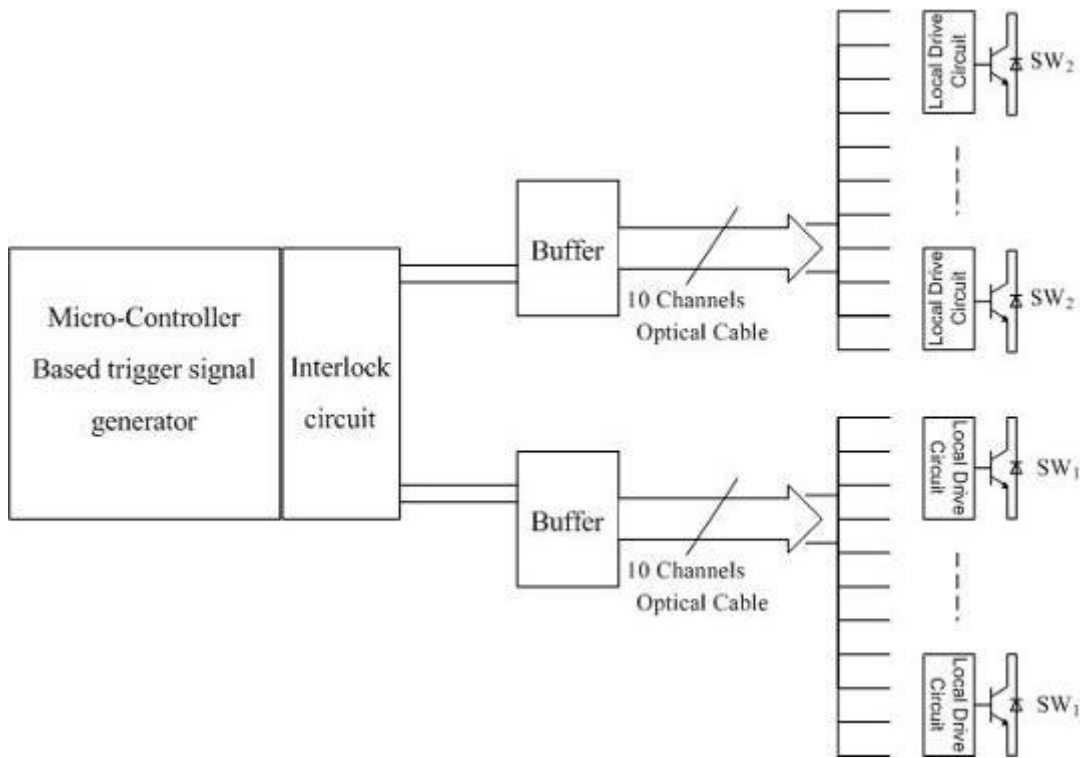 Micro-Controller
Based trigger signal
generator
Interlock
circuit
Buffer
10 Channels
Optical Cable
Local Drive
Circuit
SW₂
Local Drive
Circuit
SW₂
Buffer
10 Channels
Optical Cable
Local Drive
Circuit
SW₁
Local Drive
Circuit
SW₁